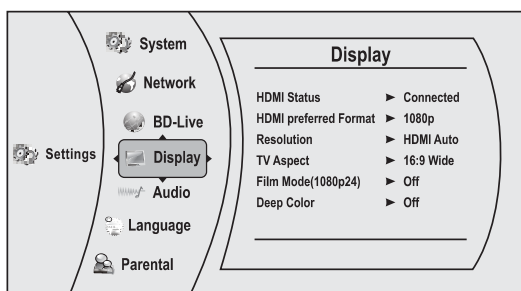 Settings
System
Network
BD-Live
Display
Audio
Language
Parental
Display
HDMI Status ► Connected
HDMI preferred Format ► 1080p
Resolution ► HDMI Auto
TV Aspect ► 16:9 Wide
Film Mode(1080p24) ► Off
Deep Color ► Off